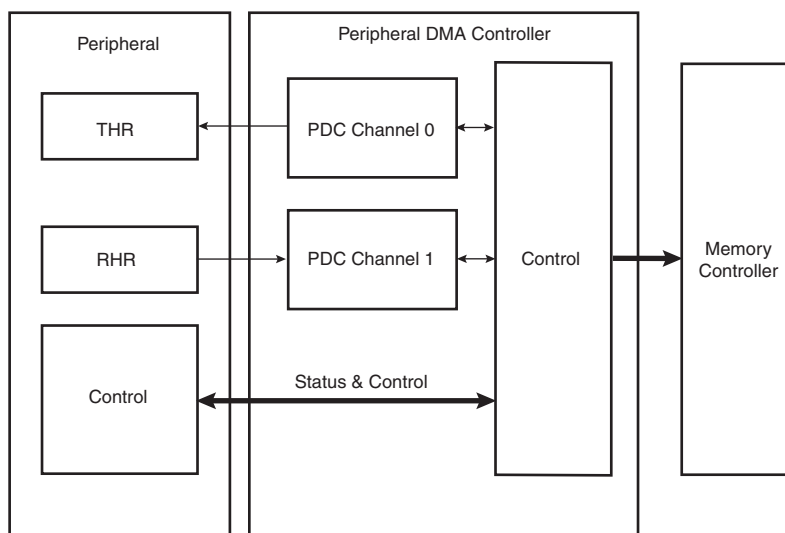 Peripheral
Peripheral DMA Controller
THR
PDC Channel 0
RHR
PDC Channel 1
Control
Memory
Controller
Control
Status & Control